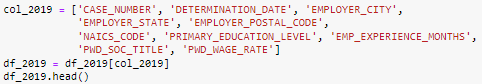 col_2019 = ['CASE_NUMBER', 'DETERMINATION_DATE', 'EMPLOYER_CITY',
'EMPLOYER_STATE', 'EMPLOYER_POSTAL_CODE',
'NAICS_CODE', 'PRIMARY_EDUCATION_LEVEL', 'EMP_EXPERIENCE_MONTHS',
'PWD_SOC_TITLE', 'PWD_WAGE_RATE']
df_2019 = df_2019[col_2019]
df_2019.head()